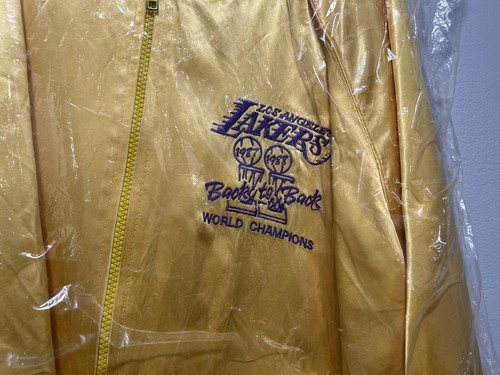 LOS ANGELES
LAKERS
1987 1988
Back to Back
WORLD CHAMPIONS